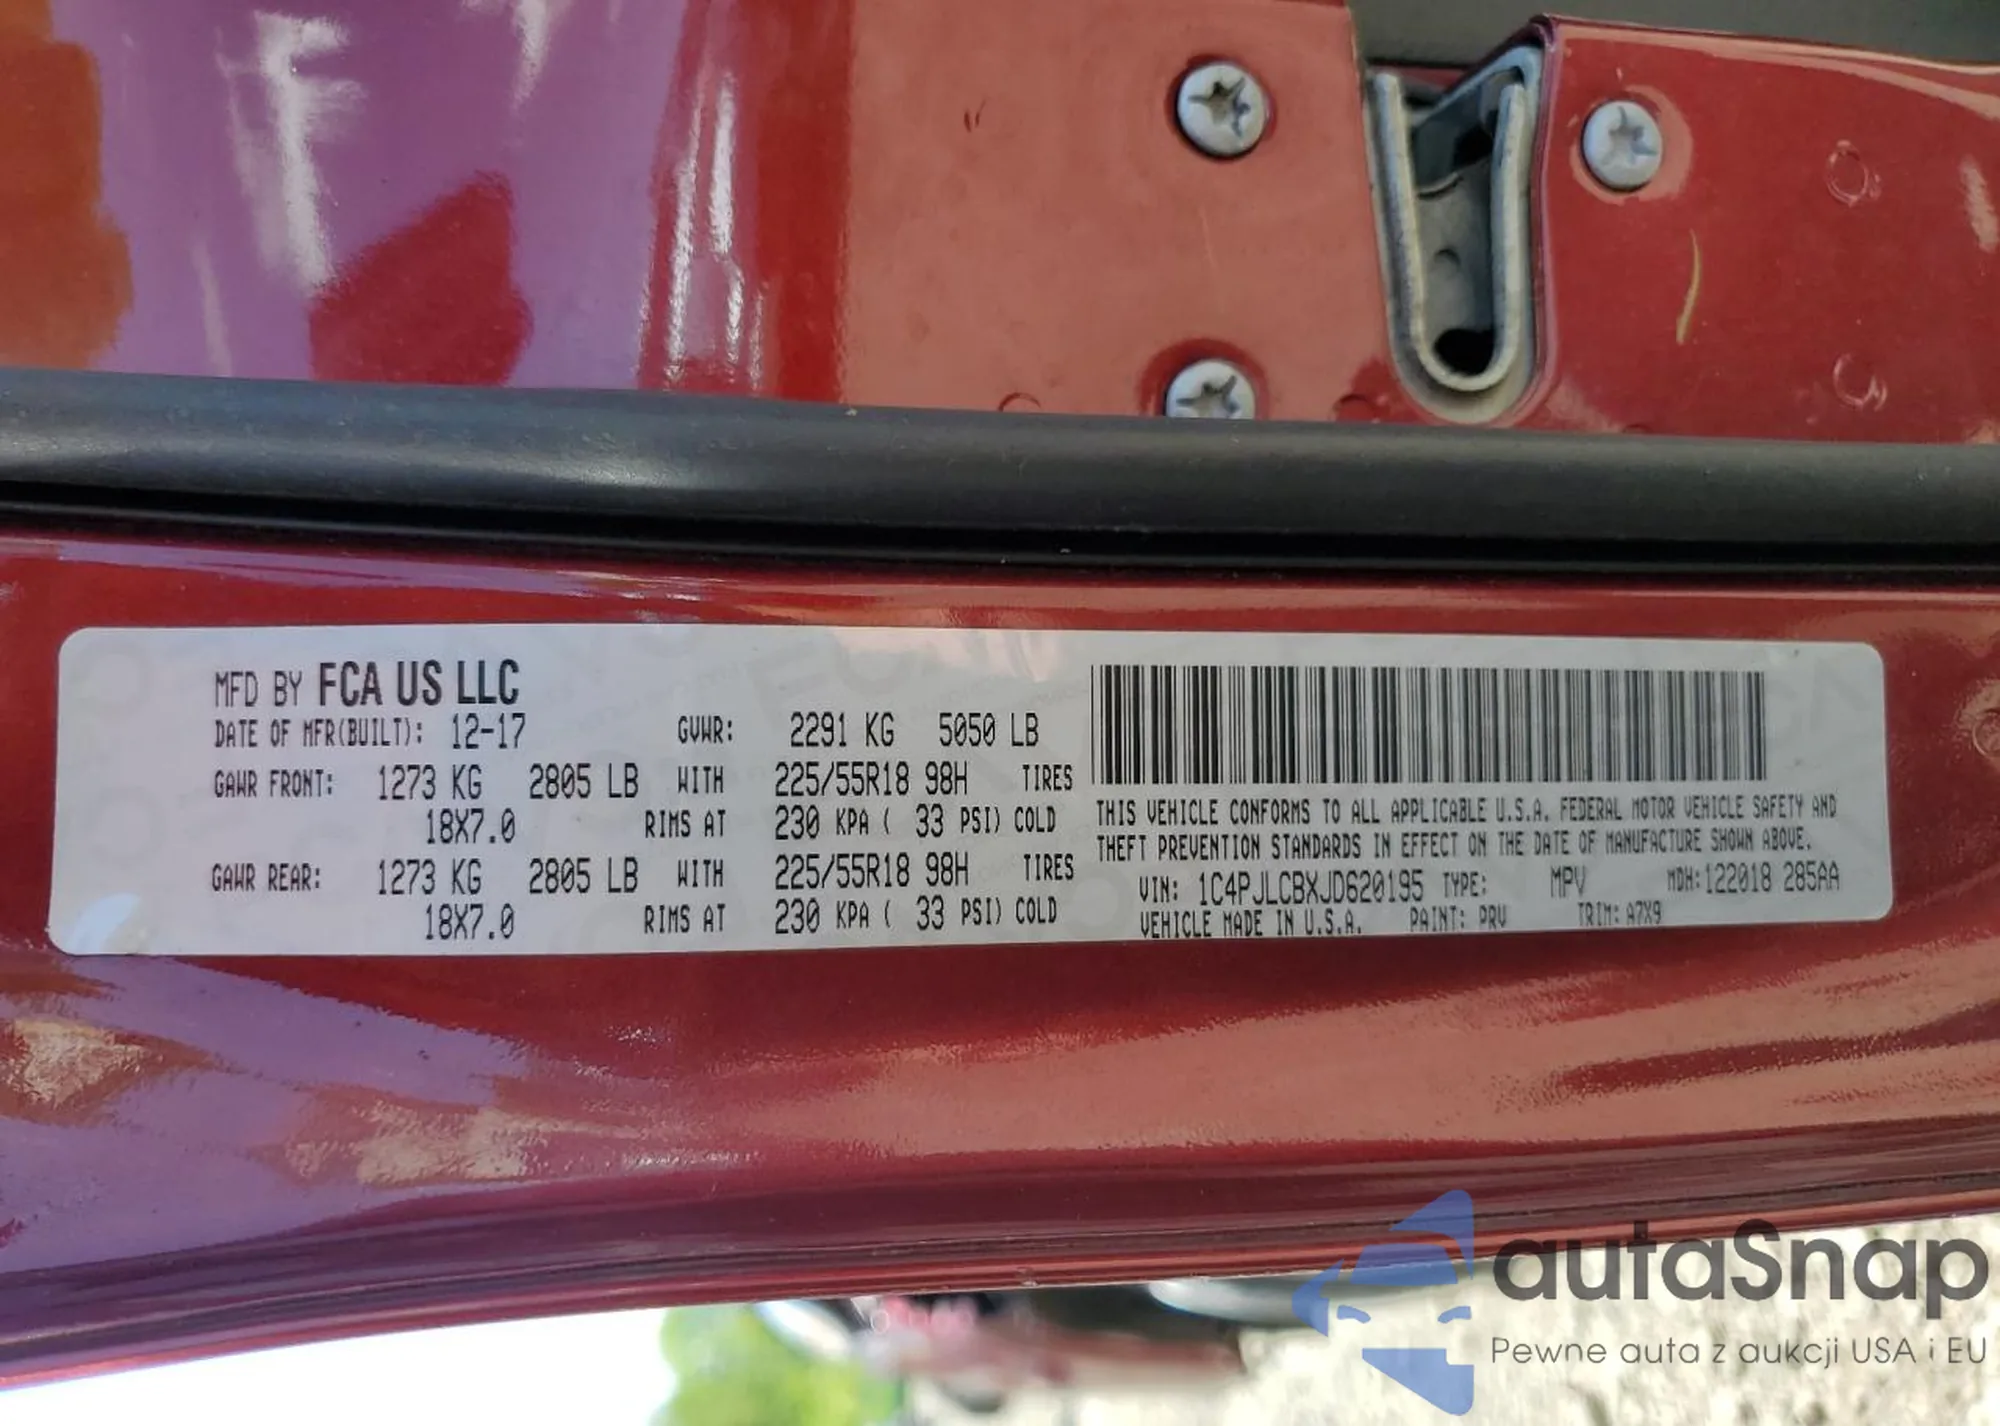 MFD BY FCA US LLC
DATE OF MFR(BUILT): 12-17 GVWR: 2291 KG 5050 LB
GAWR FRONT: 1273 KG 2805 LB WITH 225/55R18 98H TIRES
18X7.0 RIMS AT 230 KPA ( 33 PSI) COLD
GAWR REAR: 1273 KG 2805 LB WITH 225/55R18 98H TIRES
18X7.0 RIMS AT 230 KPA ( 33 PSI) COLD
THIS VEHICLE CONFORMS TO ALL APPLICABLE U.S.A. FEDERAL MOTOR VEHICLE SAFETY AND
THEFT PREVENTION STANDARDS IN EFFECT ON THE DATE OF MANUFACTURE SHOWN ABOVE.
VIN: 1C4PJLCBXJD620195 TYPE: MPV MDH:122018 285AA
VEHICLE MADE IN U.S.A. PAINT: PRV TRIM: A7X9
autaSnap
Pewne auta z aukcji USA i EU